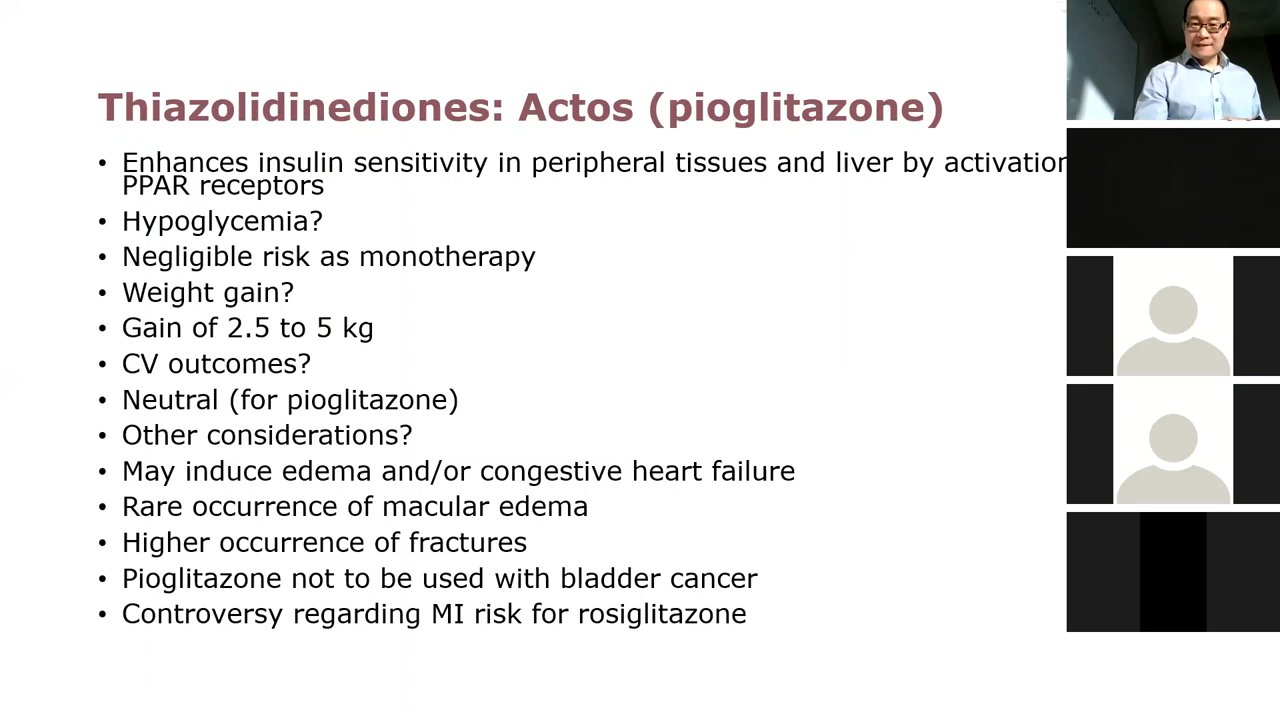 Thiazolidinediones: Actos (pioglitazone)
• Enhances insulin sensitivity in peripheral tissues and liver by activation
PPAR receptors
• Hypoglycemia?
• Negligible risk as monotherapy
• Weight gain?
• Gain of 2.5 to 5 kg
• CV outcomes?
• Neutral (for pioglitazone)
• Other considerations?
• May induce edema and/or congestive heart failure
• Rare occurrence of macular edema
• Higher occurrence of fractures
• Pioglitazone not to be used with bladder cancer
• Controversy regarding MI risk for rosiglitazone